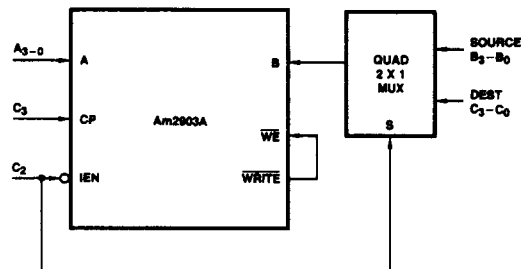 A3-0
A
C3
CP
Am2903A
C2
IEN
B
WE
WRITE
QUAD
2 X 1
MUX
S
SOURCE
B3-B0
DEST
C3-C0